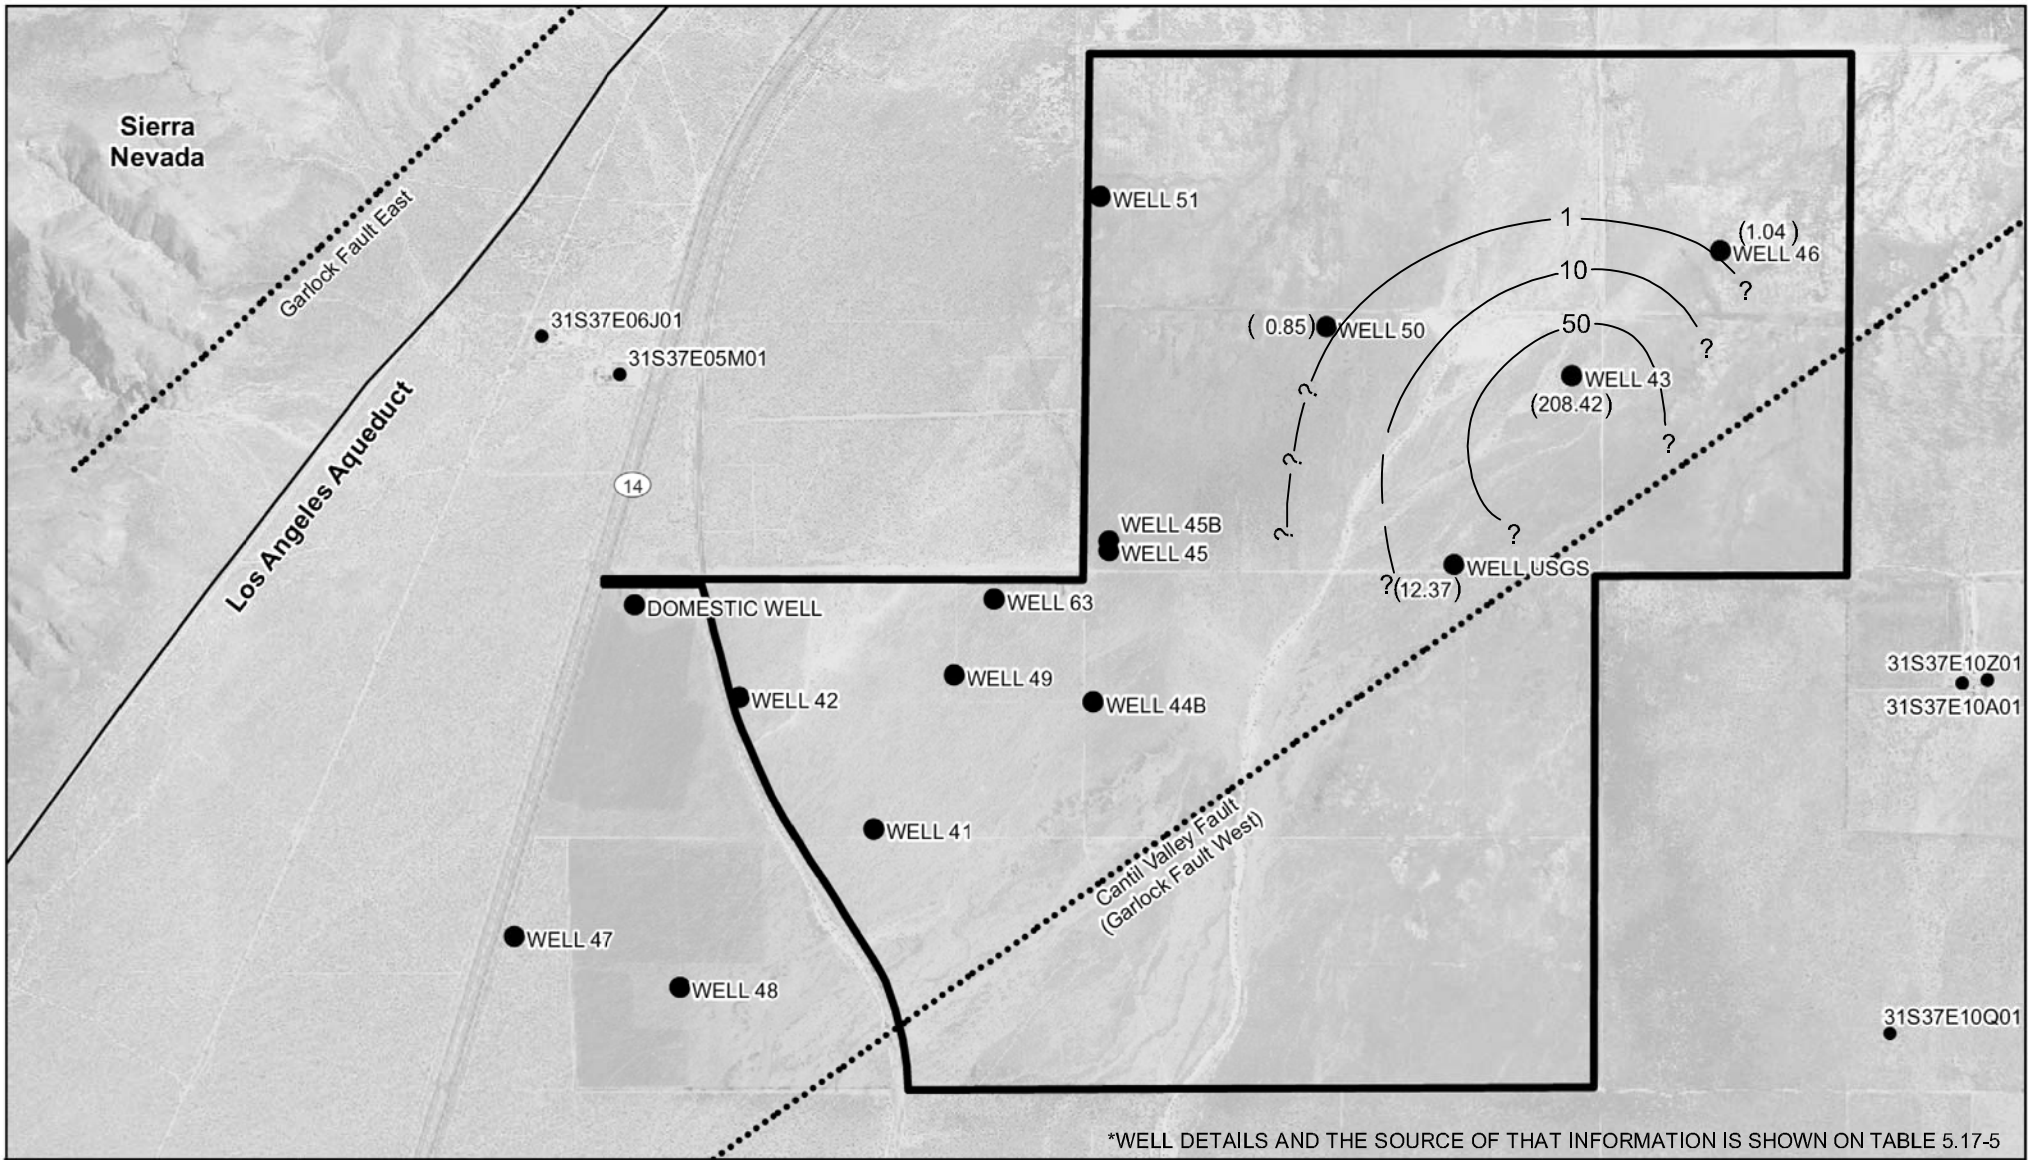 Sierra
Nevada
Garlock Fault East
Los Angeles Aqueduct
31S37E06J01
31S37E05M01
14
WELL 51
1
(1.04 )
WELL 46
?
10
( 0.85)
WELL 50
50
?
WELL 43
(208.42)
?
?
?
?
?
WELL 45B
WELL 45
WELL USGS
?(12.37)
DOMESTIC WELL
WELL 63
WELL 49
WELL 42
WELL 44B
31S37E10Z01
31S37E10A01
WELL 41
Cantil Valley Fault
(Garlock Fault West)
WELL 47
WELL 48
31S37E10Q01
*WELL DETAILS AND THE SOURCE OF THAT INFORMATION IS SHOWN ON TABLE 5.17-5